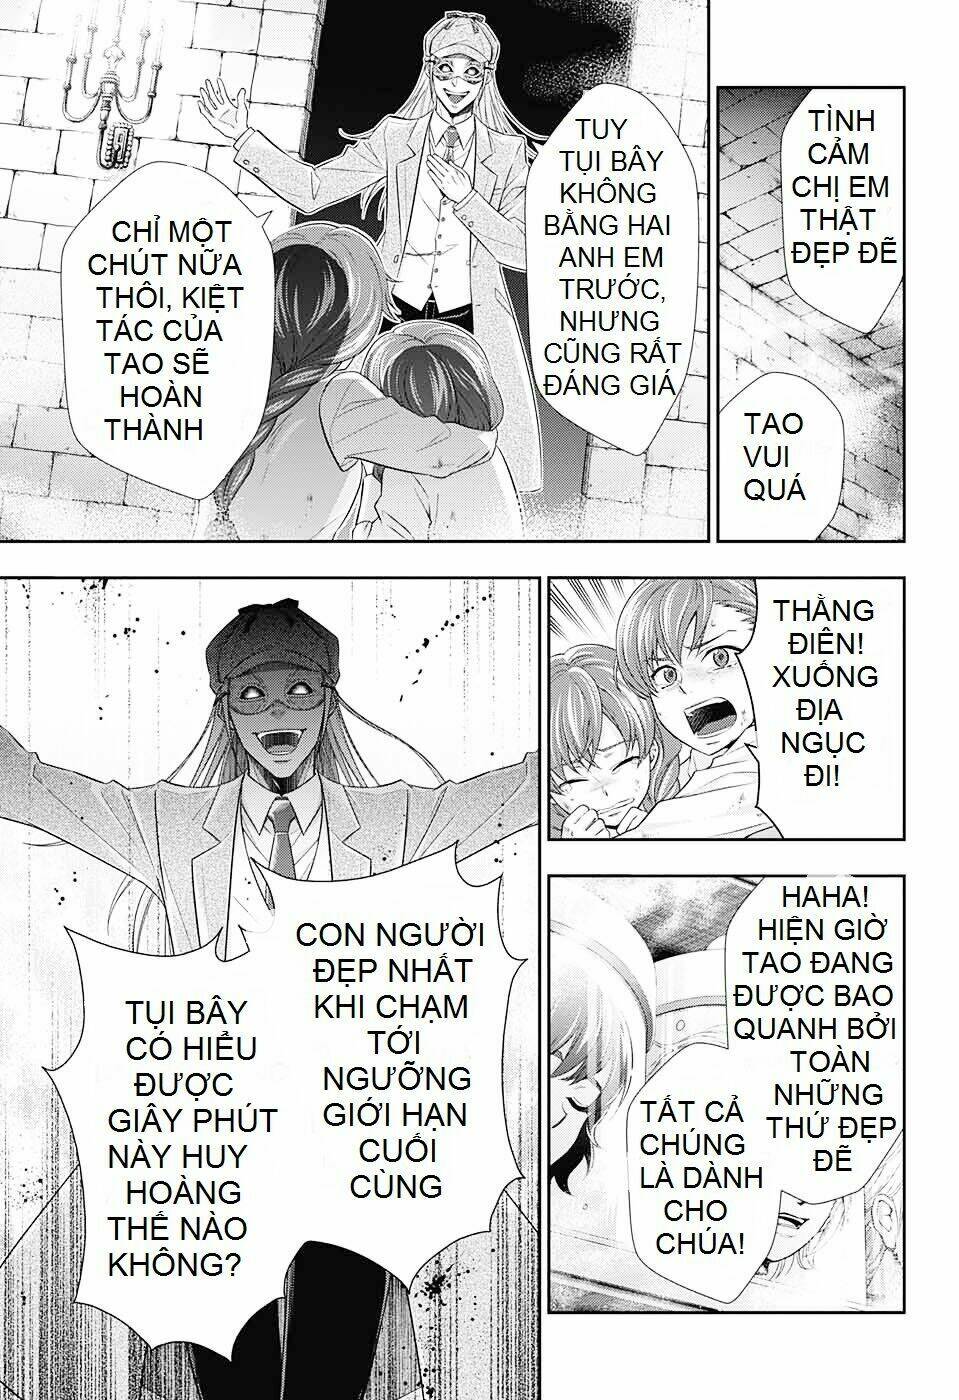 TÌNH
CẢM
CHỊ EM
THẬT
ĐẸP ĐẼ
TAO
VUI
QUÁ
TUY
TỤI BÂY
KHÔNG
BẰNG HAI
ANH EM
TRƯỚC,
NHƯNG
CŨNG RẤT
ĐÁNG GIÁ
CHỈ MỘT
CHÚT NỮA
THÔI, KIỆT
TÁC CỦA
TAO SẼ
HOÀN
THÀNH
THẰNG
ĐIÊN!
XUỐNG
ĐỊA
NGỤC
ĐI!
HAHA!
HIỆN GIỜ
TAO ĐANG
ĐƯỢC BAO
QUANH BỞI
TOÀN
NHỮNG
THỨ ĐẸP
ĐẼ
TẤT CẢ
CHÚNG
LÀ DÀNH
CHO
CHÚA!
CON NGƯỜI
ĐẸP NHẤT
KHI CHẠM
TỚI
NGƯỠNG
GIỚI HẠN
CUỐI
CÙNG
TỤI BÂY
CÓ HIỂU
ĐƯỢC
GIÂY PHÚT
NÀY HUY
HOÀNG
THẾ NÀO
KHÔNG?